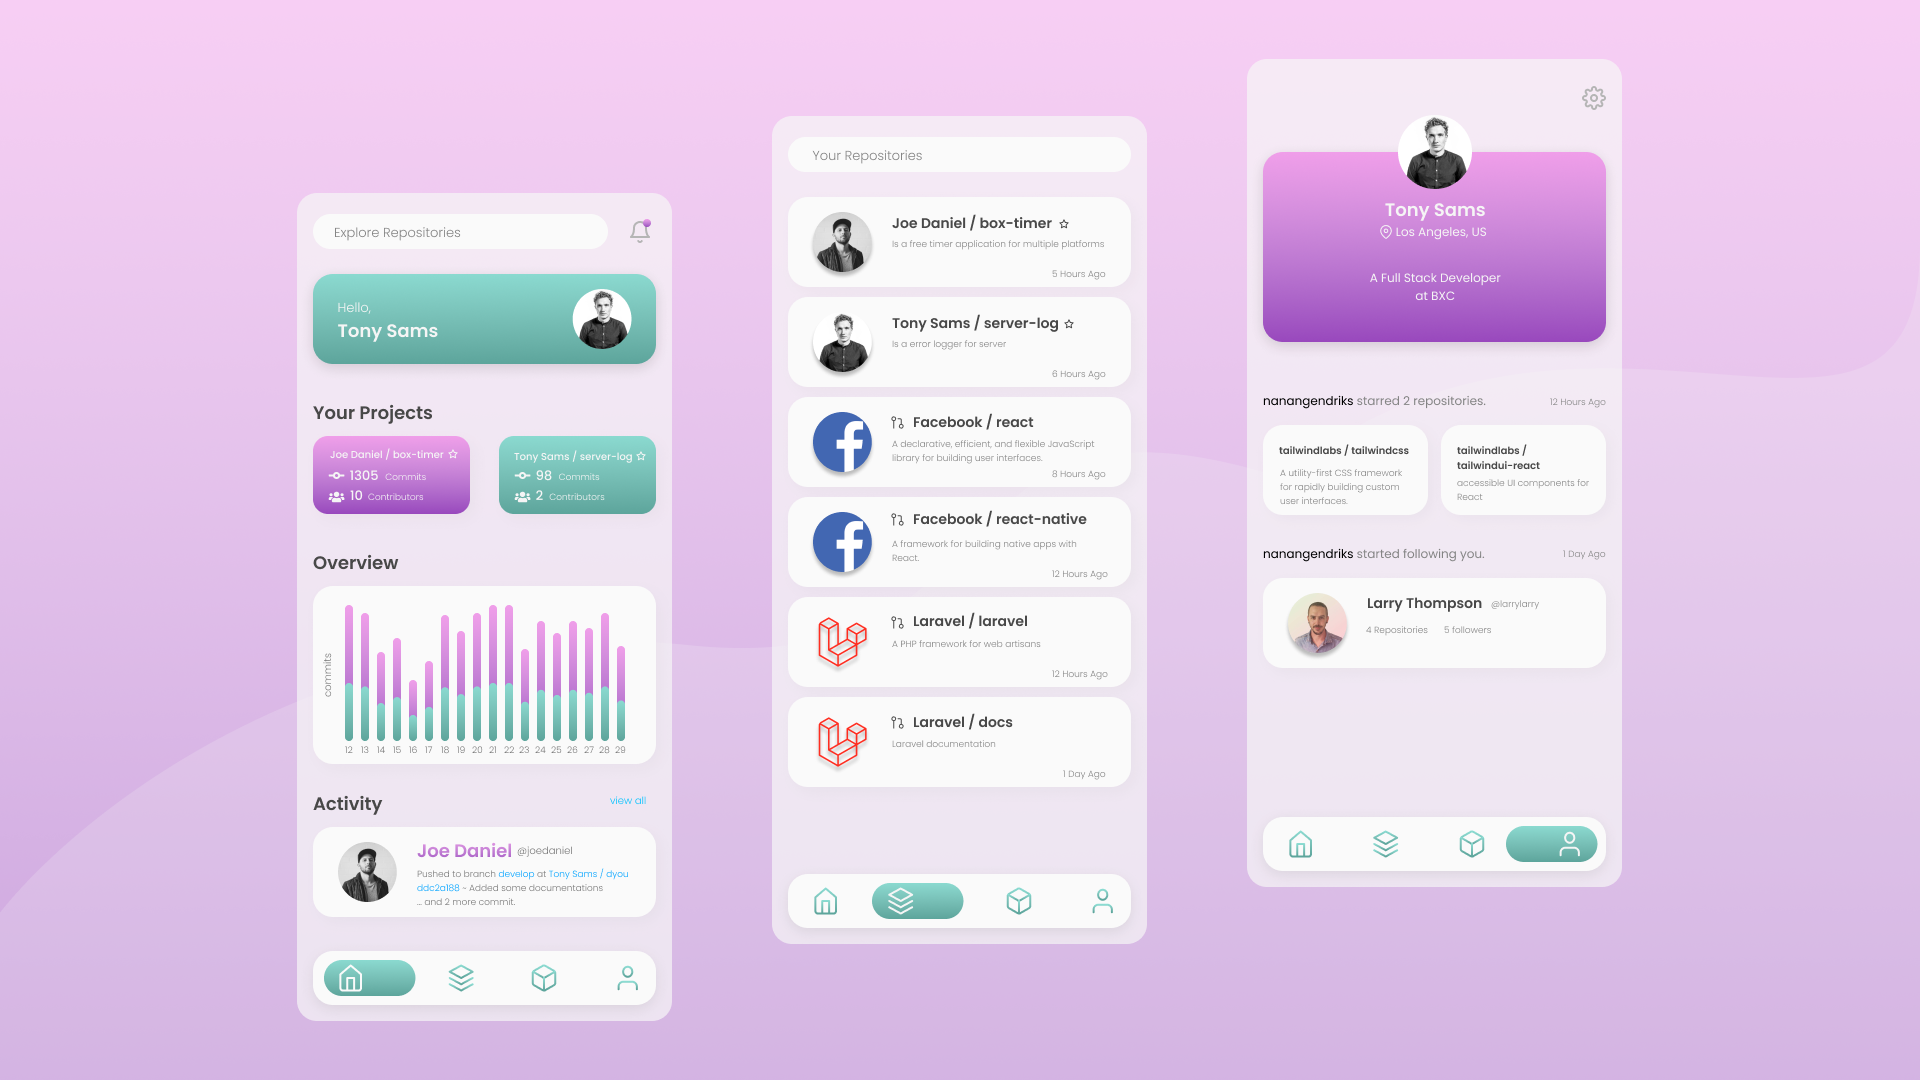 Explore Repositories
Hello,
Tony Sams
Your Projects
Joe Daniel / box-timer
1305 Commits
10 Contributors
Tony Sams / server-log
98 Commits
2 Contributors
Overview
commits
12 13 14 15 16 17 18 19 20 21 22 23 24 25 26 27 28 29
Activity
view all
Joe Daniel @joedaniel
Pushed to branch develop at Tony Sams / dyou
ddc2a188 - Added some documentations
... and 2 more commit.
Your Repositories
Joe Daniel / box-timer
Is a free timer application for multiple platforms
5 Hours Ago
Tony Sams / server-log
Is a error logger for server
6 Hours Ago
Facebook / react
A declarative, efficient, and flexible JavaScript
library for building user interfaces.
8 Hours Ago
Facebook / react-native
A framework for building native apps with
React.
12 Hours Ago
Laravel / laravel
A PHP framework for web artisans
12 Hours Ago
Laravel / docs
Laravel documentation
1 Day Ago
Tony Sams
Los Angeles, US
A Full Stack Developer
at BXC
nanangendriks starred 2 repositories.
12 Hours Ago
tailwindlabs / tailwindcss
A utility-first CSS framework
for rapidly building custom
user interfaces.
tailwindlabs /
tailwindui-react
accessible UI components for
React
nanangendriks started following you.
1 Day Ago
Larry Thompson @larrylarry
4 Repositories 5 followers